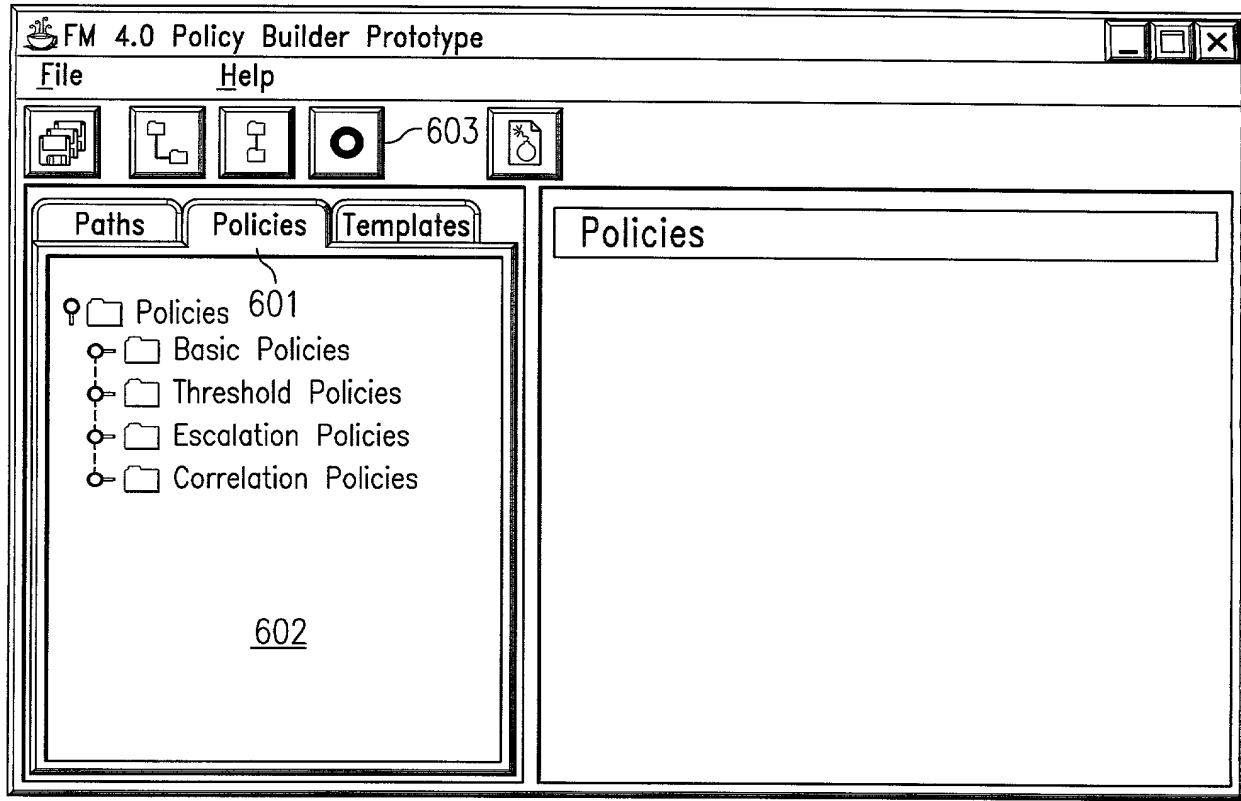 FM 4.0 Policy Builder Prototype
File Help
603
Paths Policies Templates
601
Policies
Basic Policies
Threshold Policies
Escalation Policies
Correlation Policies
602
Policies